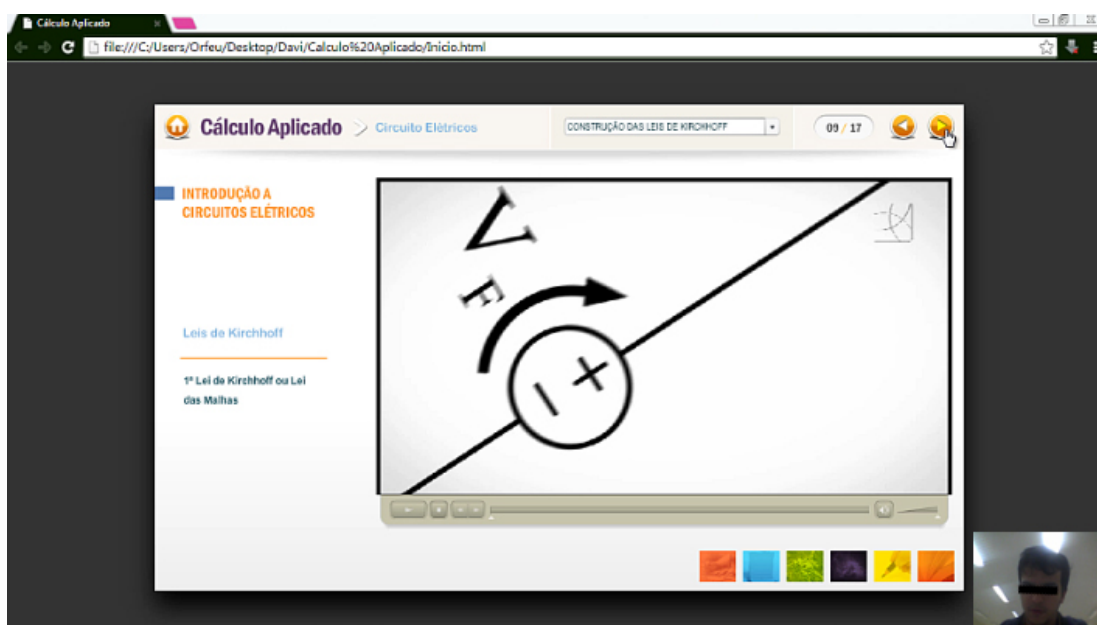 Cálculo Aplicado
file:///C:/Users/Orfeu/Desktop/Davi/Calculo%20Aplicado/Inicio.html
Cálculo Aplicado > Circuito Elétricos
CONSTRUÇÃO DAS LEIS DE KIRCHHOFF
09 / 17
INTRODUÇÃO A
CIRCUITOS ELÉTRICOS
Leis de Kirchhoff
1ª Lei de Kirchhoff ou Lei
das Malhas
V
F
+
−